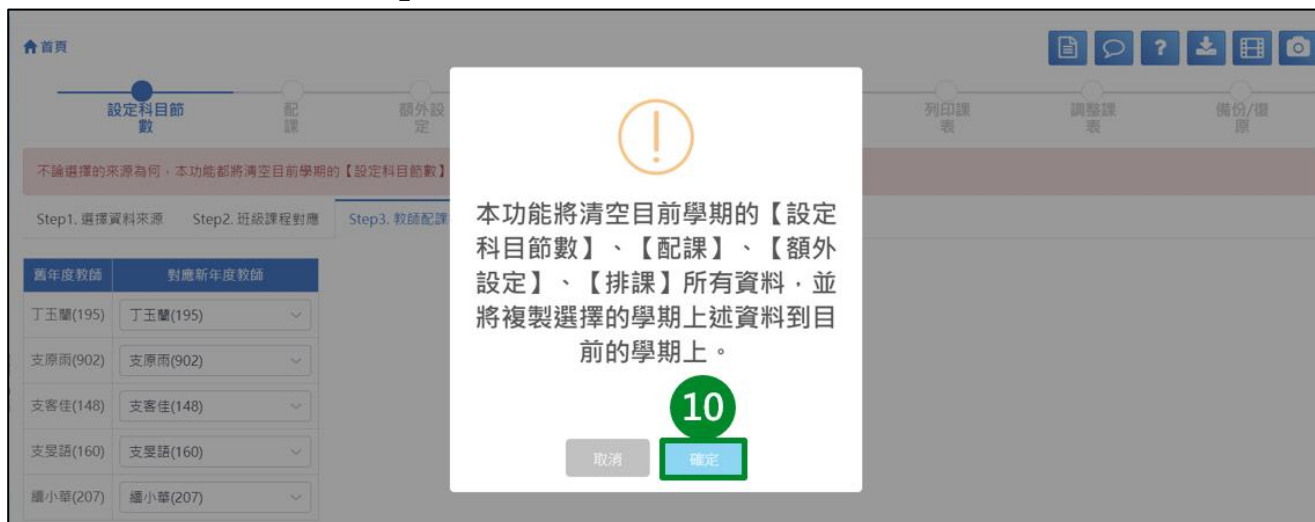 首頁
?
設定科目節
數
配
課
額外設
定
列印課
表
調整課
表
備份/復
原
不論選擇的來源為何，本功能都將清空目前學期的【設定科目節數】
Step1. 選擇資料來源 Step2. 班級課程對應 Step3. 教師配課
舊年度教師 對應新年度教師
丁玉蘭(195) 丁玉蘭(195)
支原雨(902) 支原雨(902)
支客佳(148) 支客佳(148)
支旻語(160) 支旻語(160)
纏小華(207) 纏小華(207)
本功能將清空目前學期的【設定
科目節數】、【配課】、【額外
設定】、【排課】所有資料，並
將複製選擇的學期上述資料到目
前的學期上。
10
取消 確定